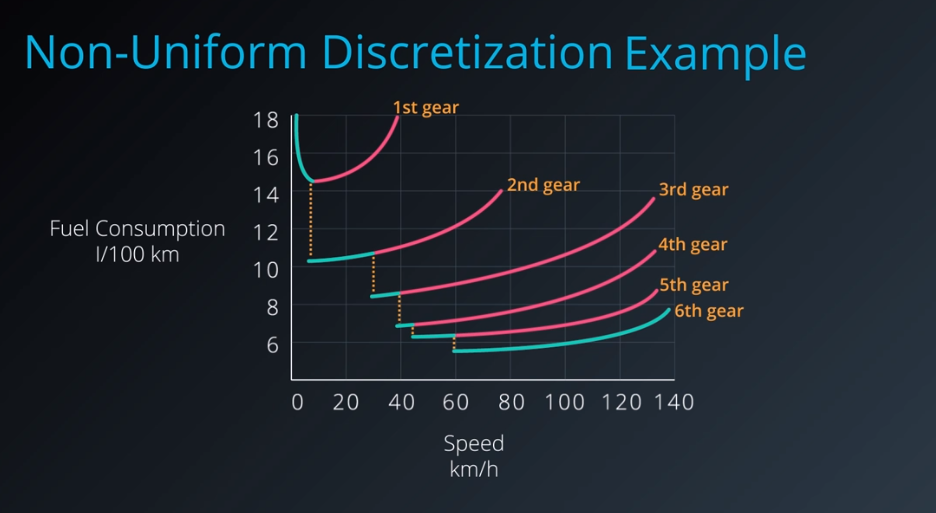 Non-Uniform Discretization Example
1st gear
2nd gear
3rd gear
4th gear
5th gear
6th gear
Fuel Consumption
l/100 km
18
16
14
12
10
8
6
0 20 40 60 80 100 120 140
Speed
km/h